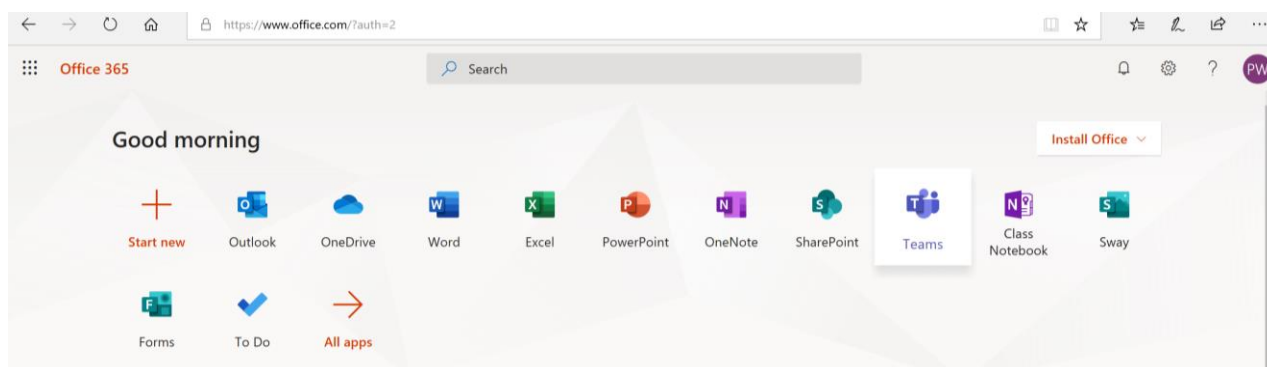 https://www.office.com/?auth=2
Office 365
Search
PW
Good morning
Install Office
Start new
Outlook
OneDrive
Word
Excel
PowerPoint
OneNote
SharePoint
Teams
Class
Notebook
Sway
Forms
To Do
All apps